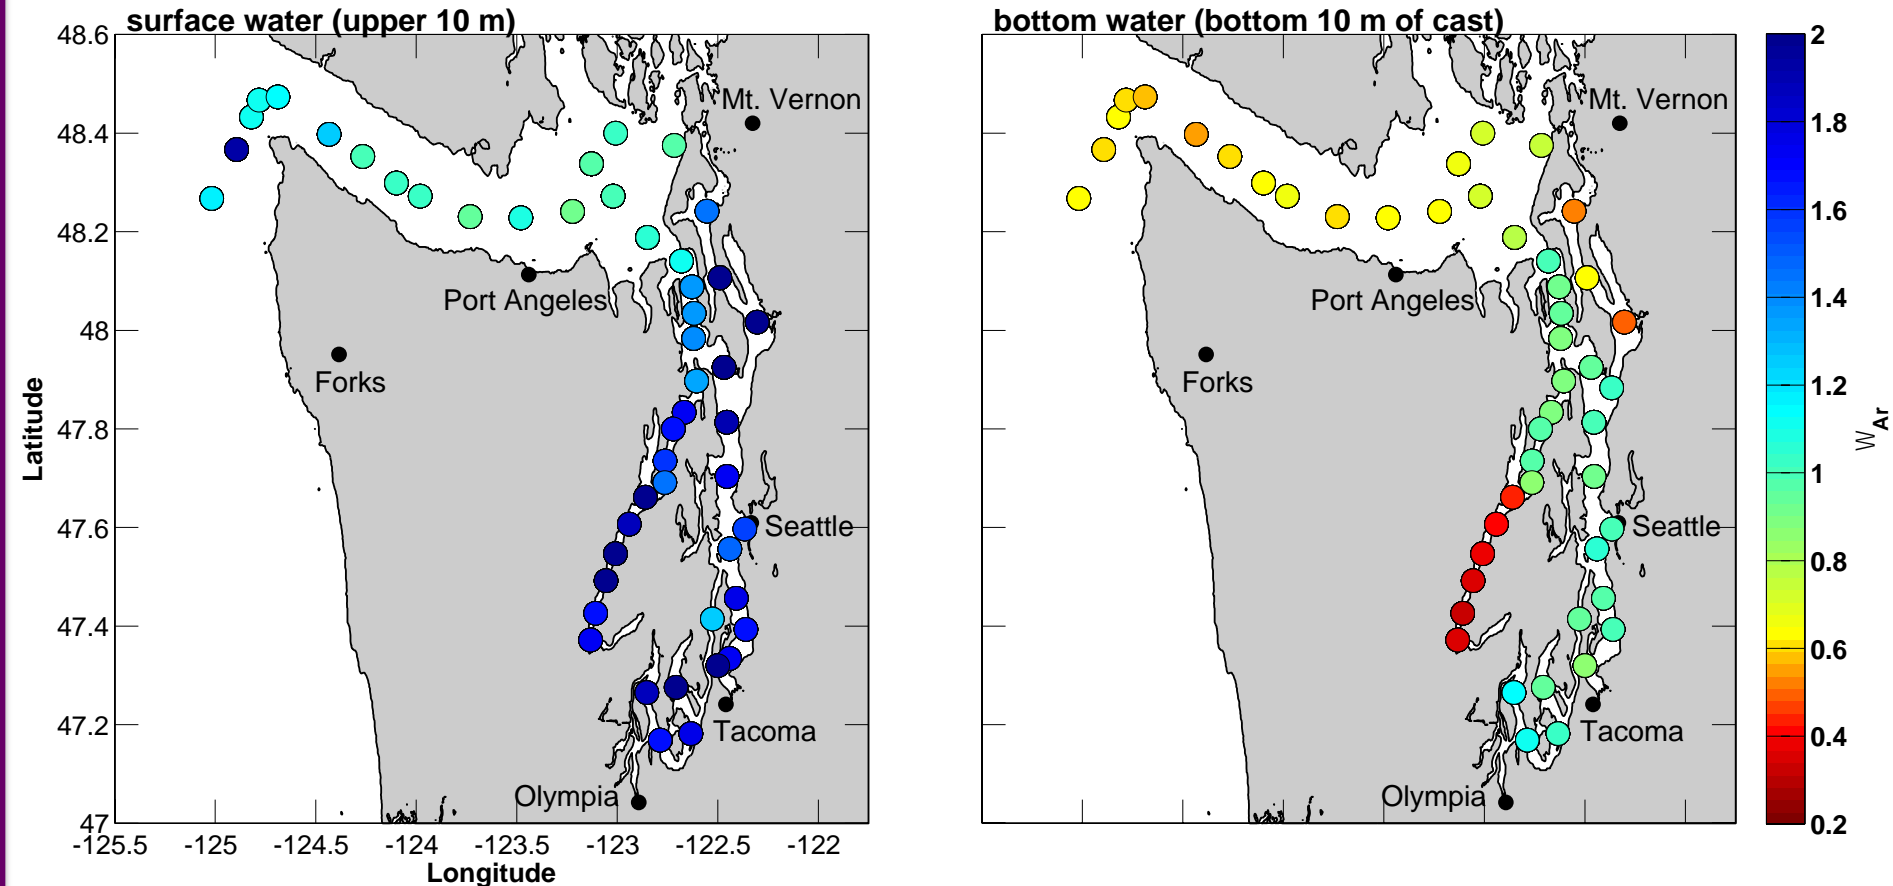 surface water (upper 10 m)
bottom water (bottom 10 m of cast)
48.6
48.4
48.2
48
47.8
47.6
47.4
47.2
47
Latitude
-125.5
-125
-124.5
-124
-123.5
-123
-122.5
-122
Longitude
Mt. Vernon
Port Angeles
Forks
Seattle
Tacoma
Olympia
Mt. Vernon
Port Angeles
Forks
Seattle
Tacoma
Olympia
2
1.8
1.6
1.4
1.2
1
0.8
0.6
0.4
0.2
W Ar